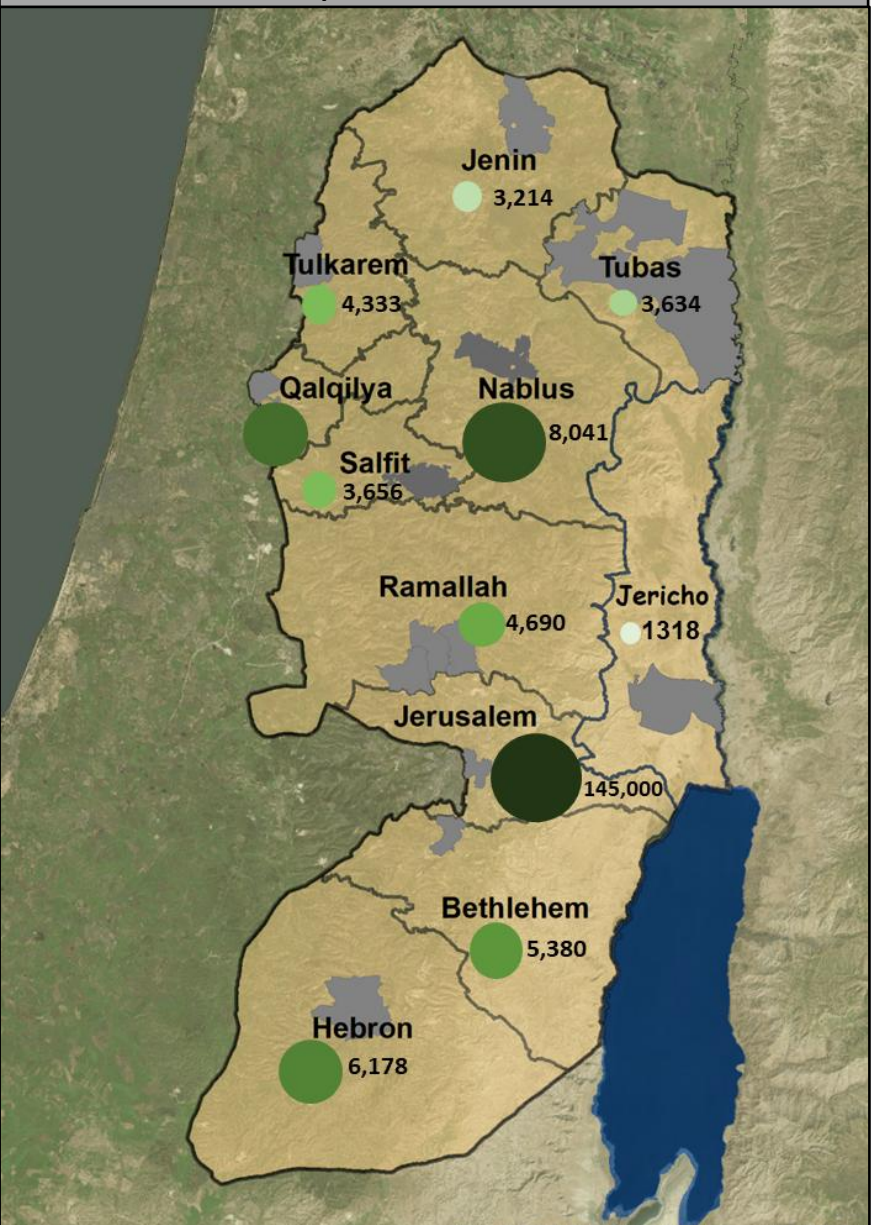 Jenin
3,214
Tulkarem
4,333
Tubas
3,634
Qalqilya
Nablus
8,041
Salfit
3,656
Ramallah
4,690
Jericho
1318
Jerusalem
145,000
Bethlehem
5,380
Hebron
6,178